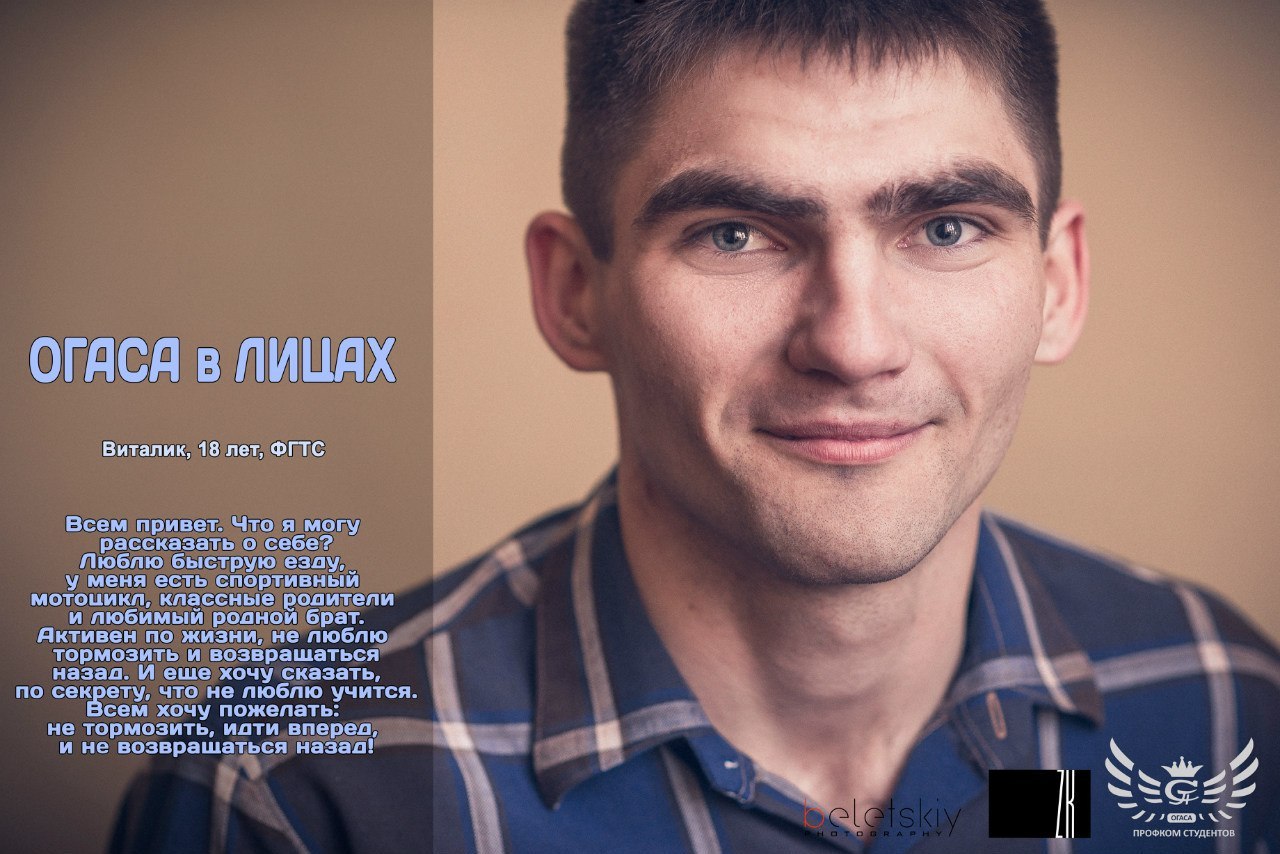 ОГАСА в ЛИЦАХ
Виталик, 18 лет, ФГТС
Всем привет. Что я могу
рассказать о себе?
Люблю быструю езду,
у меня есть спортивный
мотоцикл, классные родители
и любимый родной брат.
Активен по жизни, не люблю
тормозить и возвращаться
назад. И еще хочу сказать,
по секрету, что не люблю учится.
Всем хочу пожелать:
не тормозить, идти вперед,
и не возвращаться назад!
beletskiy
PHOTOGRAPHY
ZK
GA
ОГАСА
ПРОФКОМ СТУДЕНТОВ